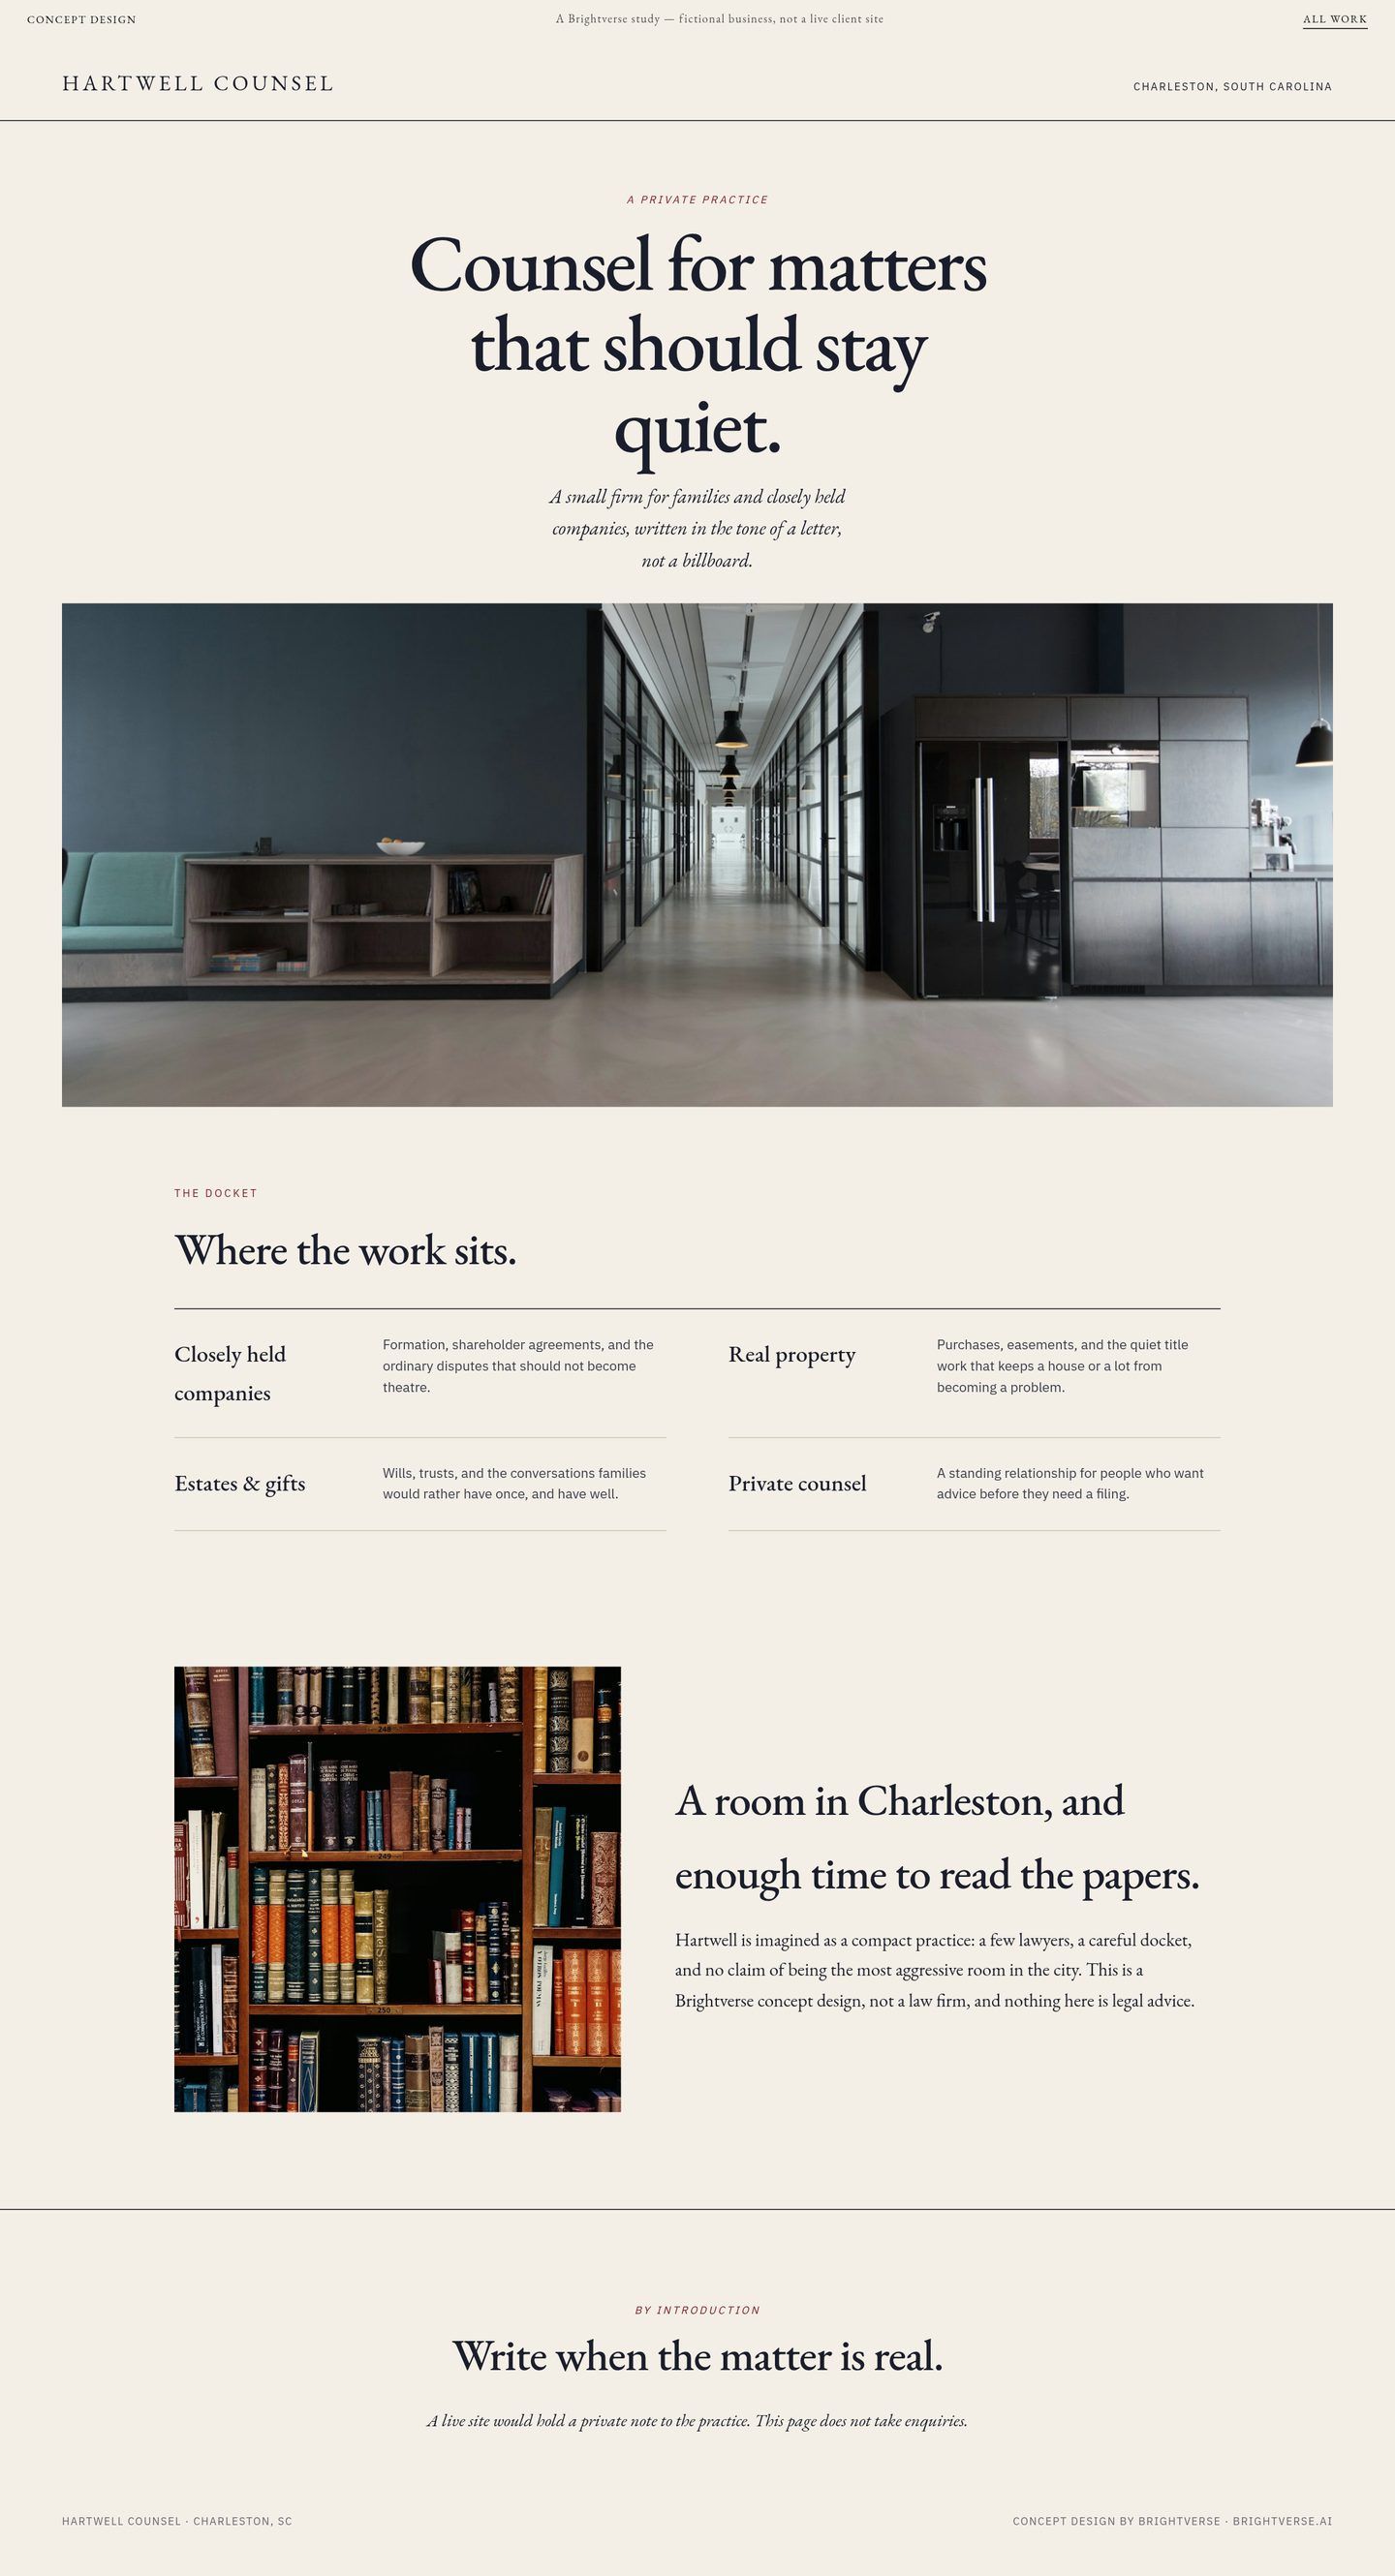 CONCEPT DESIGN
A Brightverse study — fictional business, not a live client site
ALL WORK
HARTWELL COUNSEL
CHARLESTON, SOUTH CAROLINA
A PRIVATE PRACTICE
Counsel for matters
that should stay
quiet.
A small firm for families and closely held
companies, written in the tone of a letter,
not a billboard.
THE DOCKET
Where the work sits.
Closely held
companies
Formation, shareholder agreements, and the
ordinary disputes that should not become
theatre.
Real property
Purchases, easements, and the quiet title
work that keeps a house or a lot from
becoming a problem.
Estates & gifts
Wills, trusts, and the conversations families
would rather have once, and have well.
Private counsel
A standing relationship for people who want
advice before they need a filing.
248
249
250
A room in Charleston, and
enough time to read the papers.
Hartwell is imagined as a compact practice: a few lawyers, a careful docket,
and no claim of being the most aggressive room in the city. This is a
Brightverse concept design, not a law firm, and nothing here is legal advice.
BY INTRODUCTION
Write when the matter is real.
A live site would hold a private note to the practice. This page does not take enquiries.
HARTWELL COUNSEL · CHARLESTON, SC
CONCEPT DESIGN BY BRIGHTVERSE · BRIGHTVERSE.AI